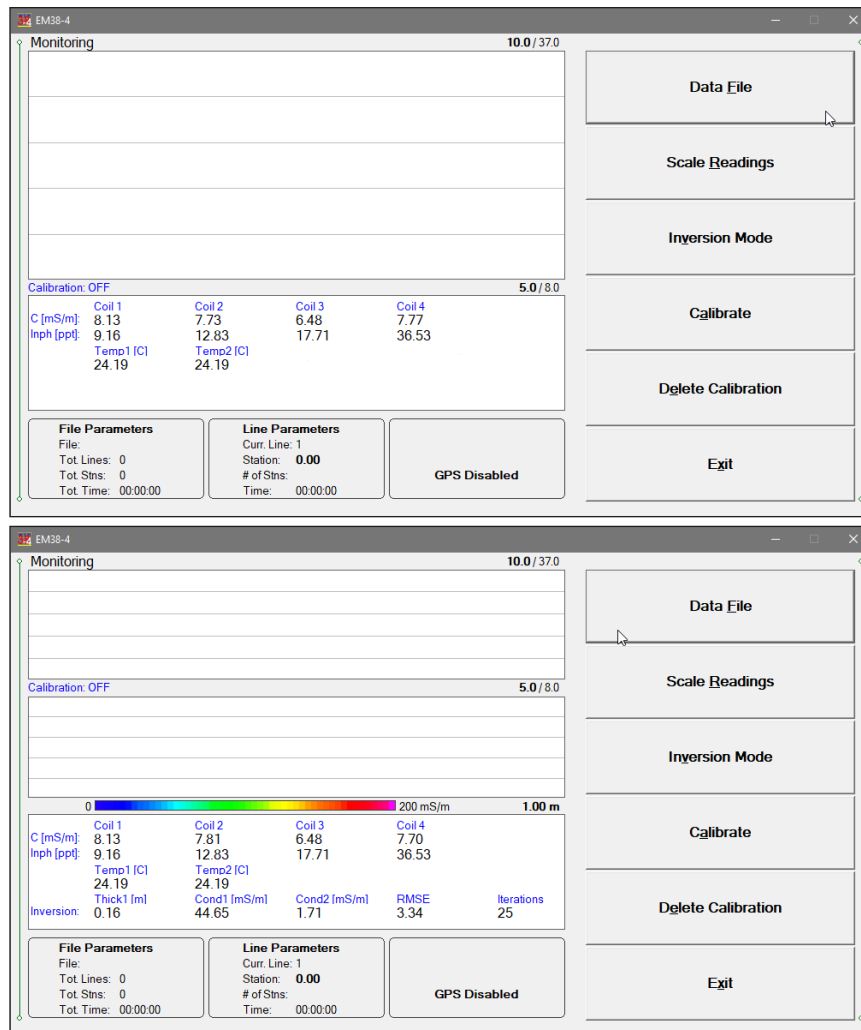 EM38-4
Monitoring 10.0 / 37.0
Data File
Scale Readings
Inversion Mode
Calibration: OFF 5.0 / 8.0
Calibrate
Coil 1 Coil 2 Coil 3 Coil 4
C [mS/m]: 8.13 7.73 6.48 7.77
Inph [ppt]: 9.16 12.83 17.71 36.53
Temp1 [C] Temp2 [C]
24.19 24.19
Delete Calibration
File Parameters
File:
Tot. Lines: 0
Tot. Stns: 0
Tot. Time: 00:00:00
Line Parameters
Curr. Line: 1
Station: 0.00
# of Stns:
Time: 00:00:00
GPS Disabled
Exit
EM38-4
Monitoring 10.0 / 37.0
Data File
Calibration: OFF 5.0 / 8.0
Scale Readings
Inversion Mode
0 200 mS/m 1.00 m
Calibrate
Coil 1 Coil 2 Coil 3 Coil 4
C [mS/m]: 8.13 7.81 6.48 7.70
Inph [ppt]: 9.16 12.83 17.71 36.53
Temp1 [C] Temp2 [C]
24.19 24.19
Thick1 [m] Cond1 [mS/m] Cond2 [mS/m] RMSE Iterations
Inversion: 0.16 44.65 1.71 3.34 25
Delete Calibration
File Parameters
File:
Tot. Lines: 0
Tot. Stns: 0
Tot. Time: 00:00:00
Line Parameters
Curr. Line: 1
Station: 0.00
# of Stns:
Time: 00:00:00
GPS Disabled
Exit